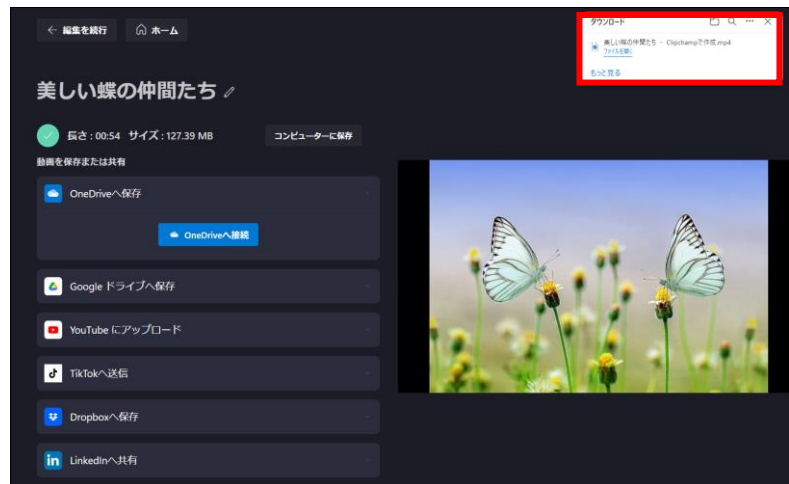 ← 編集を続行
ホーム
ダウンロード
美しい蝶の仲間たち - Clipchampで作成.mp4
ファイルを開く
もっと見る
美しい蝶の仲間たち
長さ : 00:54 サイズ : 127.39 MB
コンピューターに保存
動画を保存または共有
OneDriveへ保存
OneDriveへ接続
Google ドライブへ保存
YouTube にアップロード
TikTokへ送信
Dropboxへ保存
LinkedInへ共有